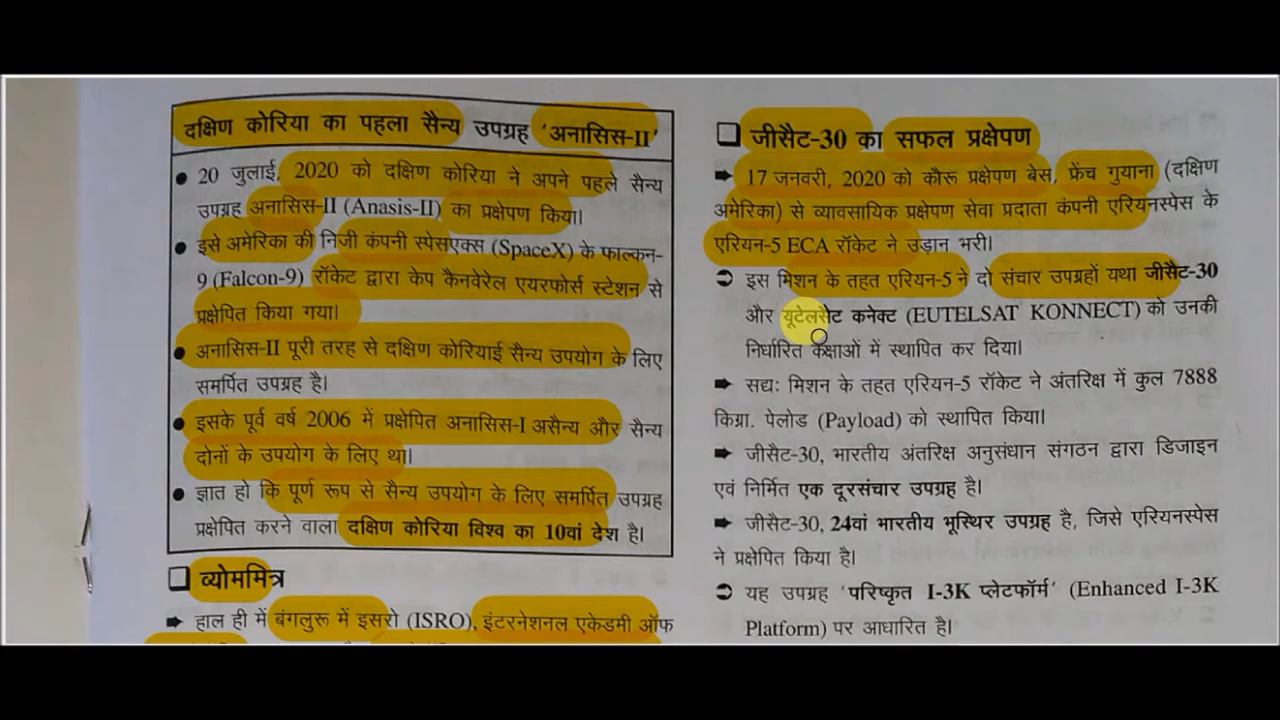 दक्षिण कोरिया का पहला सैन्य उपग्रह 'अनासिस-II'
● 20 जुलाई, 2020 को दक्षिण कोरिया ने अपने पहले सैन्य
उपग्रह अनासिस-II (Anasis-II) का प्रक्षेपण किया।
● इसे अमेरिका की निजी कंपनी स्पेसएक्स (SpaceX) के फाल्कन-
9 (Falcon-9) रॉकेट द्वारा केप कैनवेरेल एयरफोर्स स्टेशन से
प्रक्षेपित किया गया।
● अनासिस-II पूरी तरह से दक्षिण कोरियाई सैन्य उपयोग के लिए
समर्पित उपग्रह है।
● इसके पूर्व वर्ष 2006 में प्रक्षेपित अनासिस-I असैन्य और सैन्य
दोनों के उपयोग के लिए था।
● ज्ञात हो कि पूर्ण रूप से सैन्य उपयोग के लिए समर्पित उपग्रह
प्रक्षेपित करने वाला दक्षिण कोरिया विश्व का 10वां देश है।
❑ व्योममित्र
➡ हाल ही में बंगलुरू में इसरो (ISRO), इंटरनेशनल एकेडमी ऑफ
❑ जीसैट-30 का सफल प्रक्षेपण
➡ 17 जनवरी, 2020 को कौरू प्रक्षेपण बेस, फ्रेंच गुयाना (दक्षिण
अमेरिका) से व्यावसायिक प्रक्षेपण सेवा प्रदाता कंपनी एरियनस्पेस के
एरियन-5 ECA रॉकेट ने उड़ान भरी।
➲ इस मिशन के तहत एरियन-5 ने दो संचार उपग्रहों यथा जीसैट-30
और यूटेलसैट कनेक्ट (EUTELSAT KONNECT) को उनकी
निर्धारित कक्षाओं में स्थापित कर दिया।
➡ सद्यः मिशन के तहत एरियन-5 रॉकेट ने अंतरिक्ष में कुल 7888
किग्रा. पेलोड (Payload) को स्थापित किया।
➡ जीसैट-30, भारतीय अंतरिक्ष अनुसंधान संगठन द्वारा डिजाइन
एवं निर्मित एक दूरसंचार उपग्रह है।
➡ जीसैट-30, 24वां भारतीय भूस्थिर उपग्रह है, जिसे एरियनस्पेस
ने प्रक्षेपित किया है।
➲ यह उपग्रह 'परिष्कृत I-3K प्लेटफॉर्म' (Enhanced I-3K
Platform) पर आधारित है।